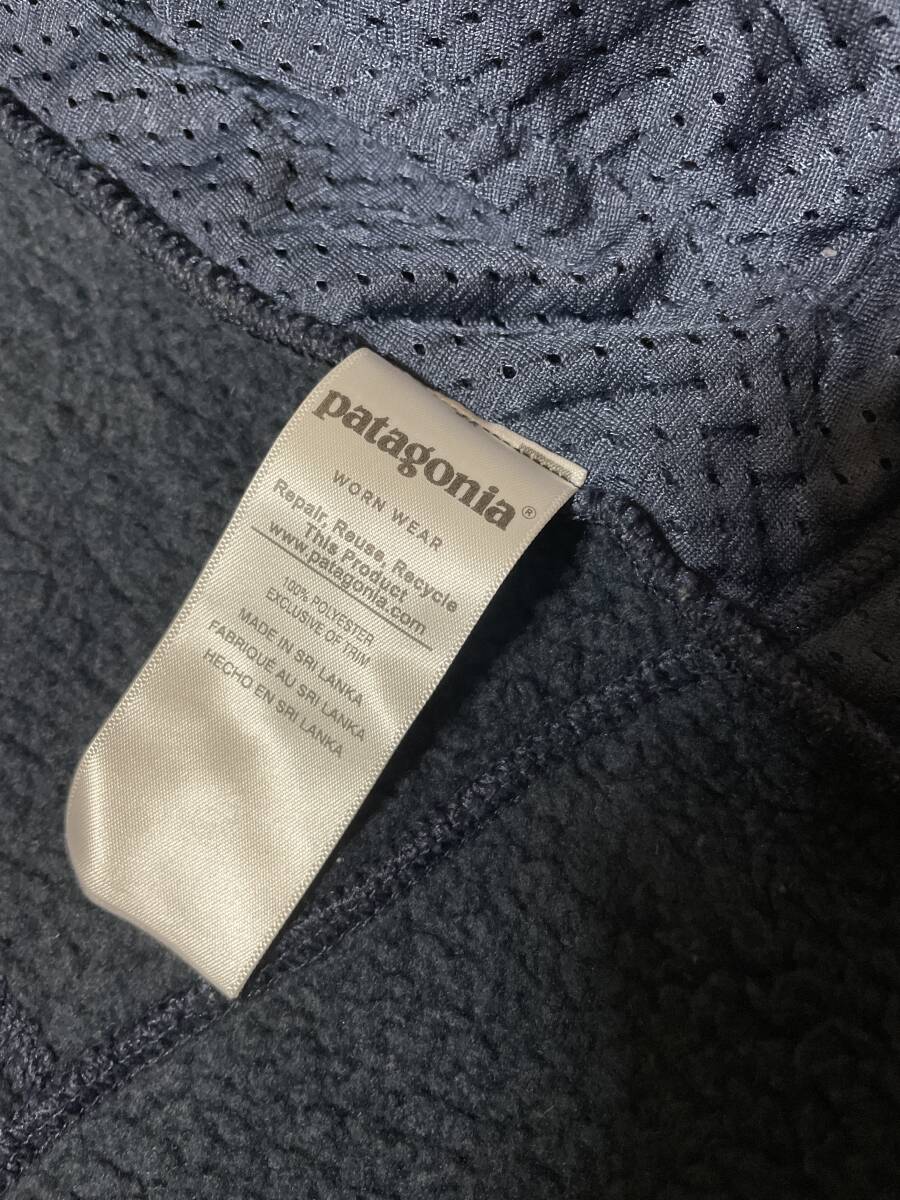 patagonia®
WORN WEAR
Repair, Reuse, Recycle
This Product
www.patagonia.com
100% POLYESTER
EXCLUSIVE OF TRIM
MADE IN SRI LANKA
FABRIQUÉ AU SRI LANKA
HECHO EN SRI LANKA